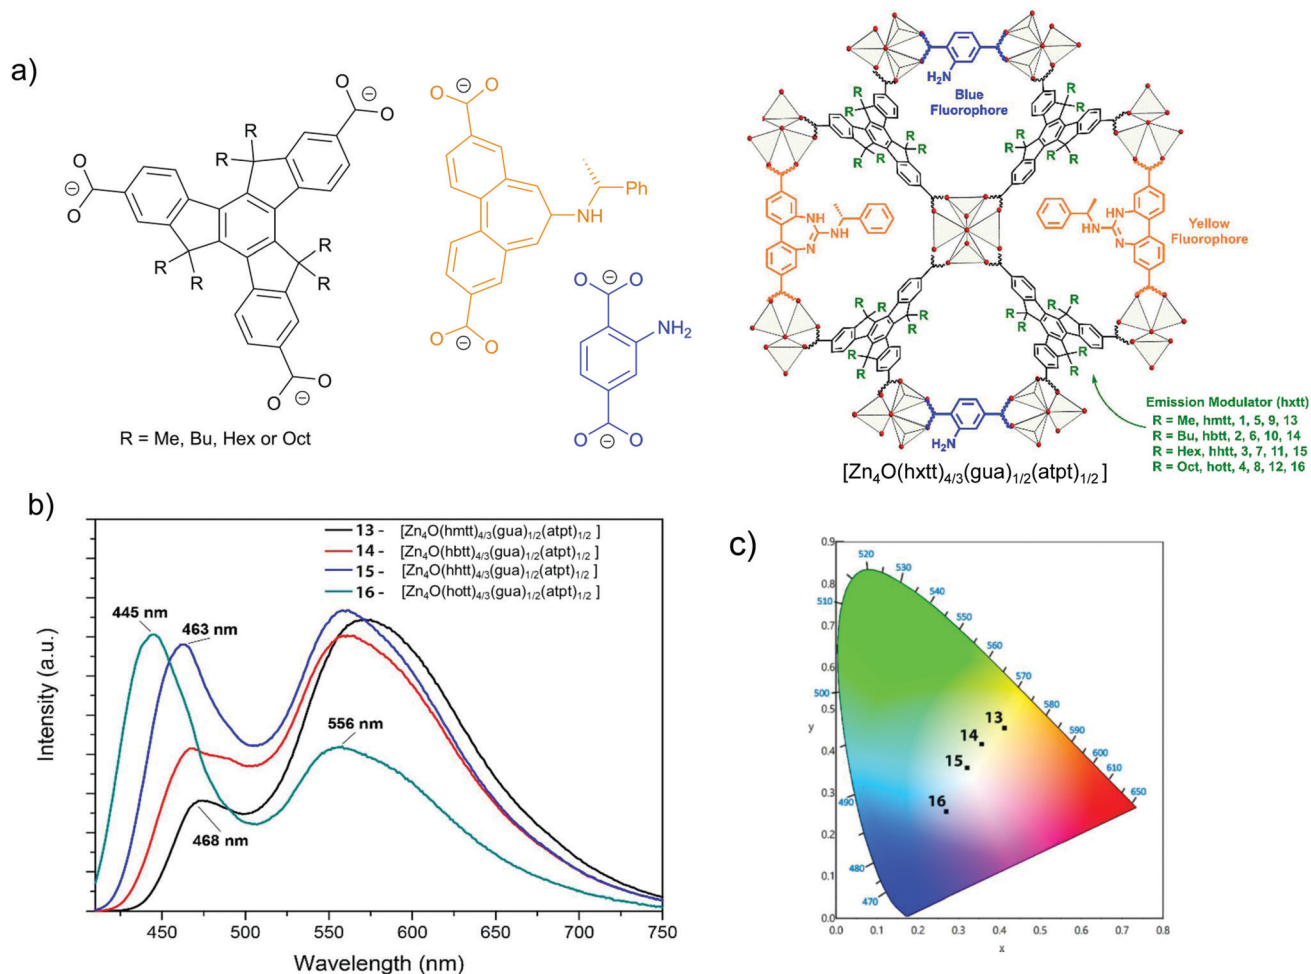 a)
R
R
R
R
R
R
O
O
⊖
O
O
⊖
O
O
⊖
R = Me, Bu, Hex or Oct
O
O
⊖
NH
Ph
O
O
⊖
O
O
⊖
NH₂
O
O
⊖
H₂N
Blue
Fluorophore
R
R
R
R
R
R
R
R
R
R
R
R
NH
HN
N
HN
HN
N
Yellow
Fluorophore
R
R
R
R
R
R
R
R
R
R
R
R
H₂N
[Zn₄O(hxtt)₄/₃(gua)₁/₂(atpt)₁/₂]
Emission Modulator (hxtt)
R = Me, hmtt, 1, 5, 9, 13
R = Bu, hbtt, 2, 6, 10, 14
R = Hex, hhtt, 3, 7, 11, 15
R = Oct, hott, 4, 8, 12, 16
b)
13 - [Zn₄O(hmtt)₄/₃(gua)₁/₂(atpt)₁/₂ ]
14 - [Zn₄O(hbtt)₄/₃(gua)₁/₂(atpt)₁/₂ ]
15 - [Zn₄O(hhtt)₄/₃(gua)₁/₂(atpt)₁/₂ ]
16 - [Zn₄O(hott)₄/₃(gua)₁/₂(atpt)₁/₂ ]
445 nm
463 nm
556 nm
468 nm
Intensity (a.u.)
450 500 550 600 650 700 750
Wavelength (nm)
c)
0.9
0.8
0.7
0.6
0.5
y
0.4
0.3
0.2
0.1
0.0
520
530
540
550
560
570
580
590
600
610
650
510
500
490
480
470
13
14
15
16
0.0 0.1 0.2 0.3 0.4 0.5 0.6 0.7 0.8
x